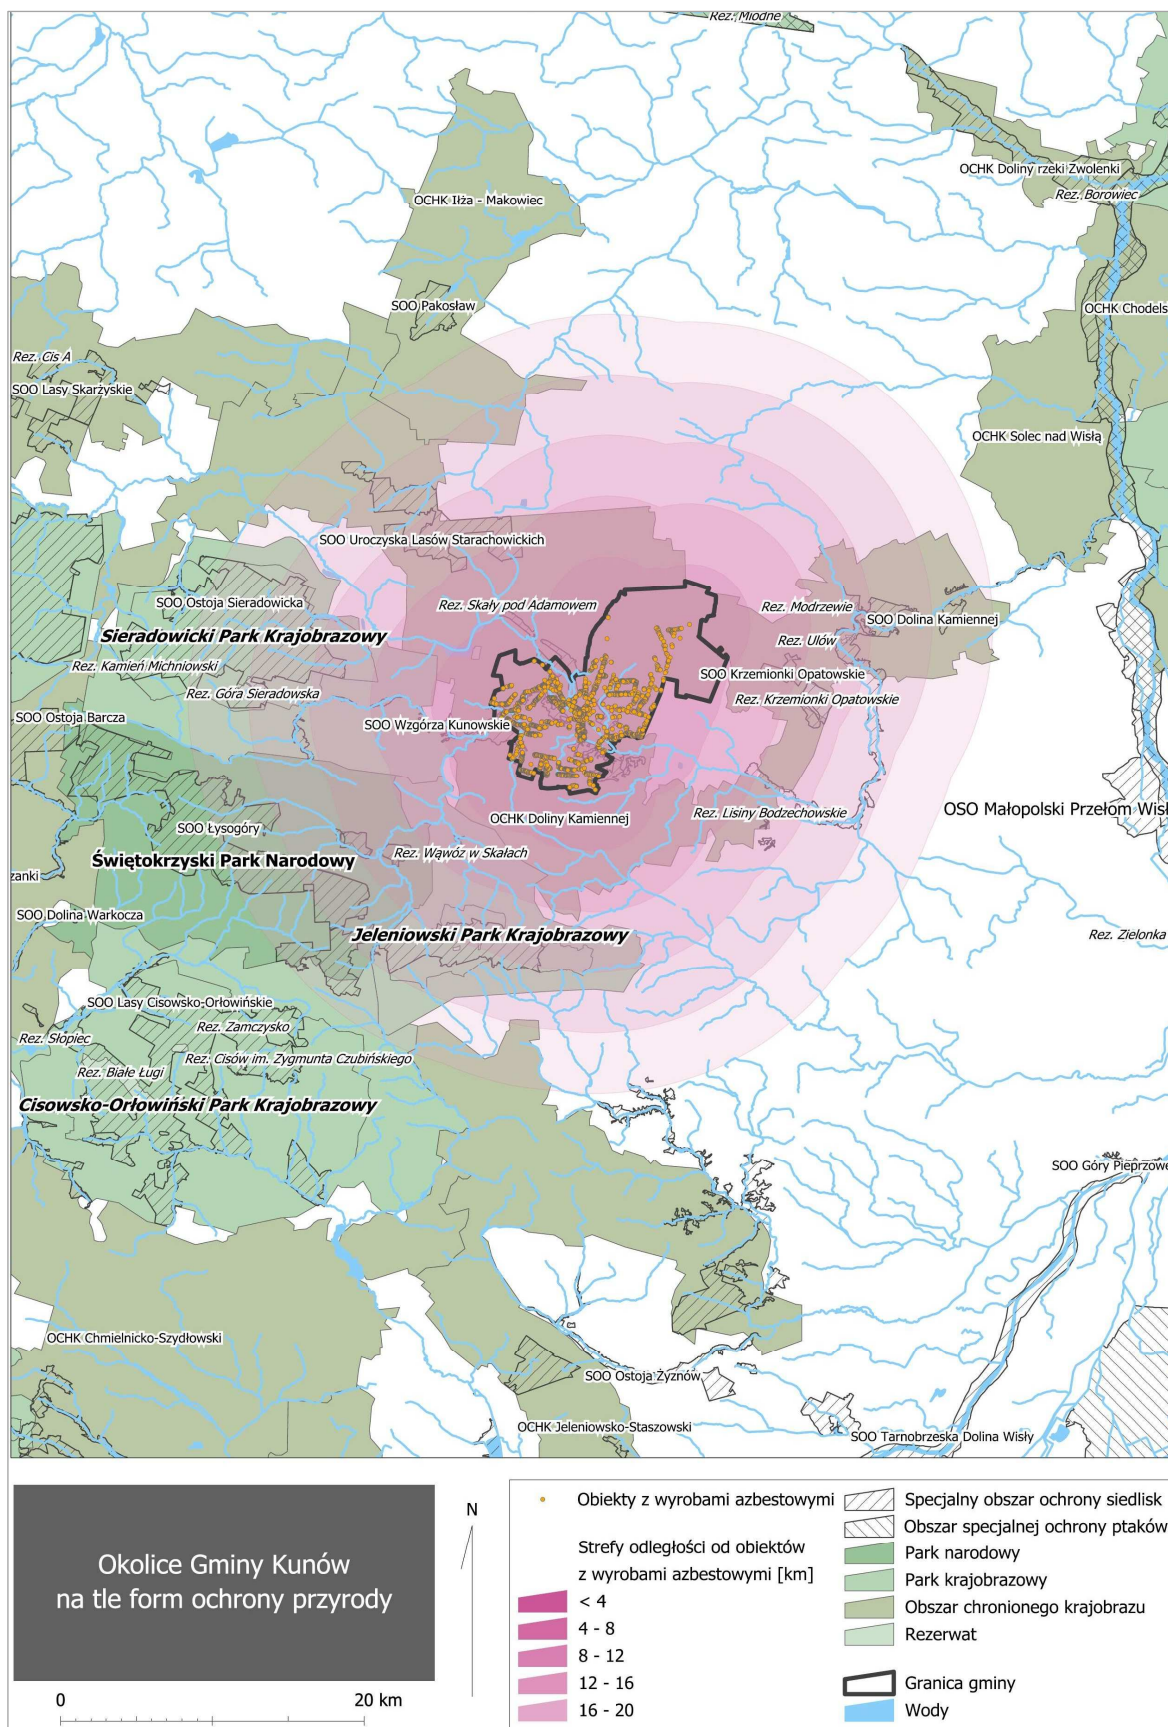 Rez. Miodne
OCHK Doliny rzeki Zwolenki
Rez. Borowiec
OCHK Iłża - Makowiec
SOO Pakosław
OCHK Chodels
Rez. Cis A
SOO Lasy Skarżyskie
OCHK Solec nad Wisłą
SOO Uroczyska Lasów Starachowickich
SOO Ostoja Sieradowicka
Rez. Skały pod Adamowem
Rez. Modrzewie
SOO Dolina Kamiennej
Sieradowicki Park Krajobrazowy
Rez. Ulów
Rez. Kamień Michniowski
SOO Krzemionki Opatowskie
Rez. Góra Sieradowska
Rez. Krzemionki Opatowskie
SOO Ostoja Barcza
SOO Wzgórza Kunowskie
OSO Małopolski Przełom Wisł
Rez. Lisiny Bodzechowskie
OCHK Doliny Kamiennej
SOO Łysogóry
Rez. Wąwóz w Skałach
Świętokrzyski Park Narodowy
zanki
SOO Dolina Warkocza
Jeleniowski Park Krajobrazowy
Rez. Zielonka
SOO Lasy Cisowsko-Orłowińskie
Rez. Zamczysko
Rez. Słopiec
Rez. Cisów im. Zygmunta Czubińskiego
Rez. Białe Ługi
Cisowsko-Orłowiński Park Krajobrazowy
SOO Góry Pieprzowe
OCHK Chmielnicko-Szydłowski
SOO Ostoja Żyznów
OCHK Jeleniowsko-Staszowski
SOO Tarnobrzeska Dolina Wisły
Okolice Gminy Kunów
na tle form ochrony przyrody
0 20 km
N
Obiekty z wyrobami azbestowymi
Strefy odległości od obiektów
z wyrobami azbestowymi [km]
< 4
4 - 8
8 - 12
12 - 16
16 - 20
Specjalny obszar ochrony siedlisk
Obszar specjalnej ochrony ptaków
Park narodowy
Park krajobrazowy
Obszar chronionego krajobrazu
Rezerwat
Granica gminy
Wody